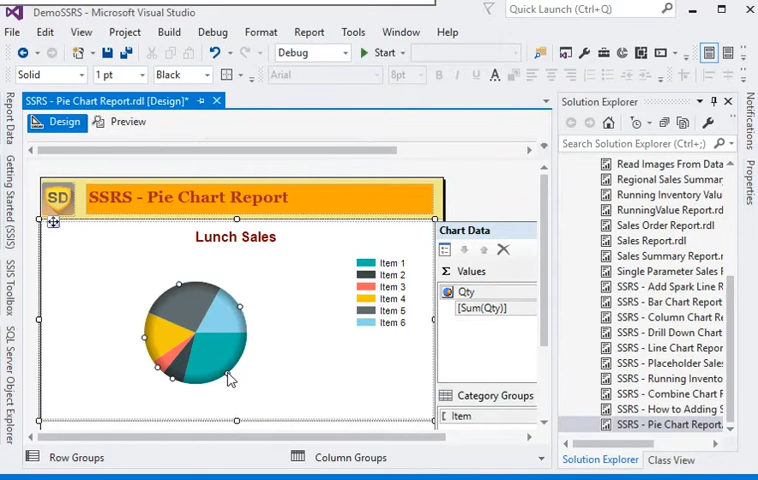 DemoSSRS - Microsoft Visual Studio
Quick Launch (Ctrl+Q)
File Edit View Project Build Debug Format Report Tools Window Help
Debug Start
Solid 1 pt Black Arial 8pt B I U A
SSRS - Pie Chart Report.rdl [Design]*
Design Preview
Report Data
Getting Started (SSIS)
SSIS Toolbox
SQL Server Object Explorer
SD
SSRS - Pie Chart Report
Lunch Sales
Item 1
Item 2
Item 3
Item 4
Item 5
Item 6
Chart Data
Σ Values
Qty
[Sum(Qty)]
Category Groups
Item
Row Groups
Column Groups
Solution Explorer
Search Solution Explorer (Ctrl+;)
Read Images From Data
Regional Sales Summary
Running Inventory Valu
RunningValue Report.rd
Sales Order Report.rdl
Sales Report.rdl
Sales Summary Report.r
Single Parameter Sales F
SSRS - Add Spark Line R
SSRS - Bar Chart Report
SSRS - Column Chart R
SSRS - Drill Down Chart
SSRS - Line Chart Repor
SSRS - Placeholder Sale
SSRS - Running Invento
SSRS - Combine Chart F
SSRS - How to Adding S
SSRS - Pie Chart Report.
Solution Explorer Class View
Notifications
Properties